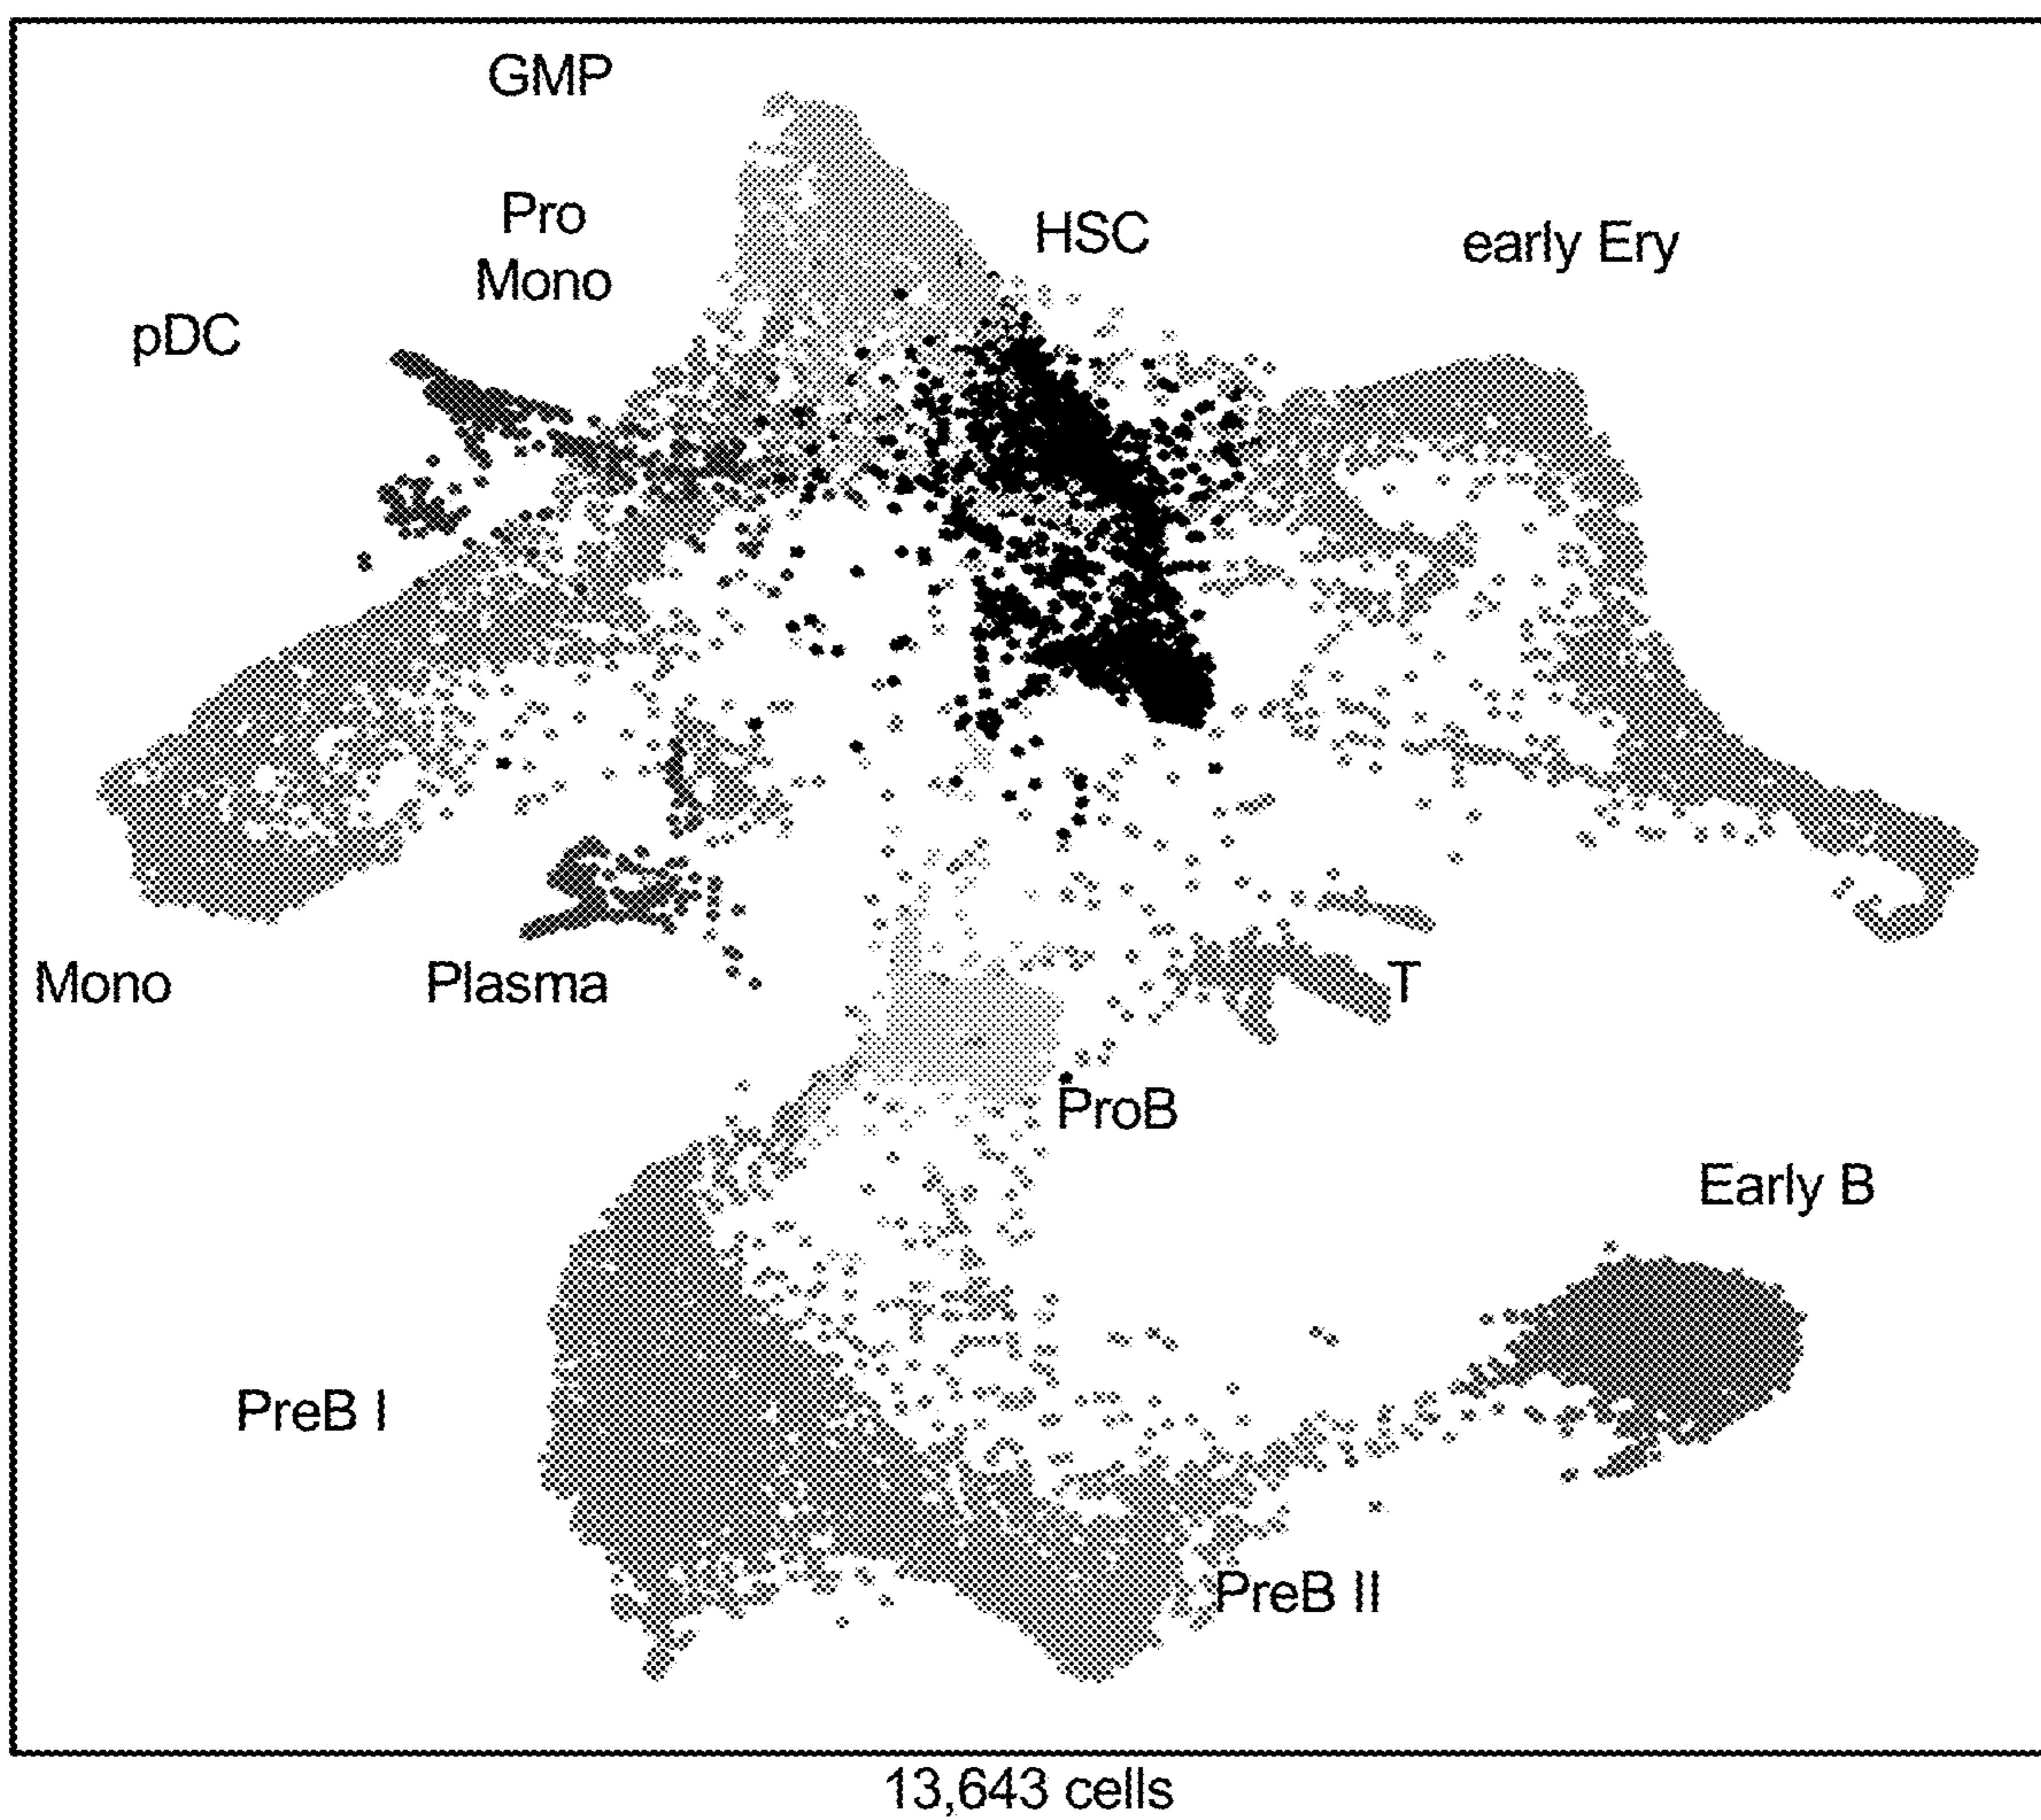 GMP
Pro
Mono
HSC
early Ery
pDC
Mono
Plasma
T
ProB
Early B
PreB I
PreB II
13,643 cells